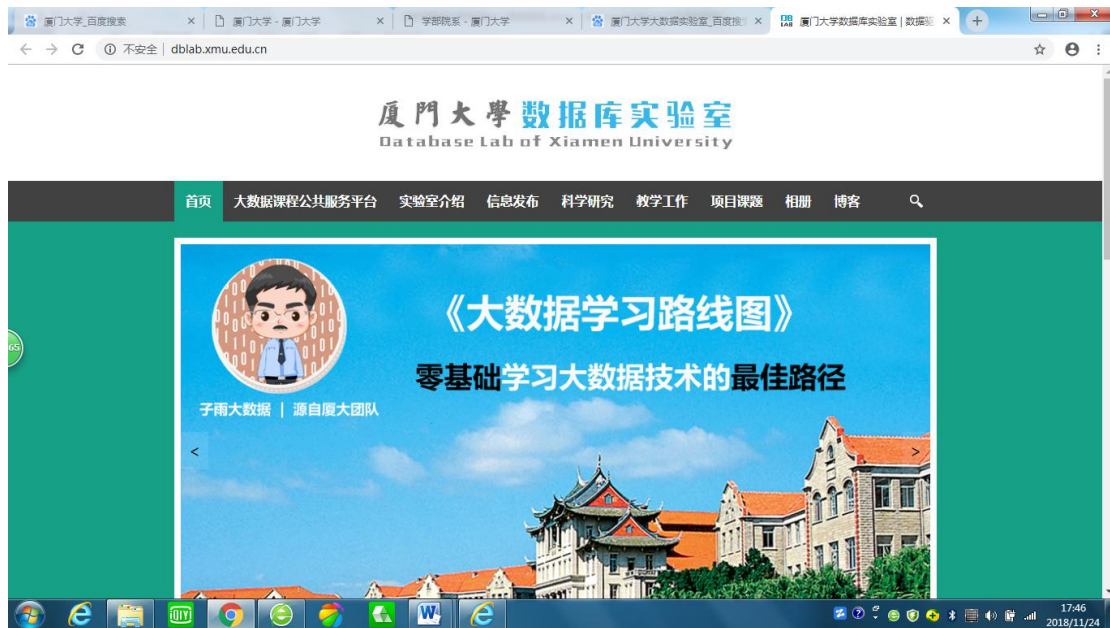 厦门大学_百度搜索
厦门大学 - 厦门大学
学部院系 - 厦门大学
厦门大学大数据实验室_百度搜
DB LAB 厦门大学数据库实验室 | 数据
不安全 | dblab.xmu.edu.cn
厦門大學数据库实验室
Database Lab of Xiamen University
首页 大数据课程公共服务平台 实验室介绍 信息发布 科学研究 教学工作 项目课题 相册 博客
《大数据学习路线图》
零基础学习大数据技术的最佳路径
子雨大数据 | 源自厦大团队
65
< >
DIY
W
17:46
2018/11/24